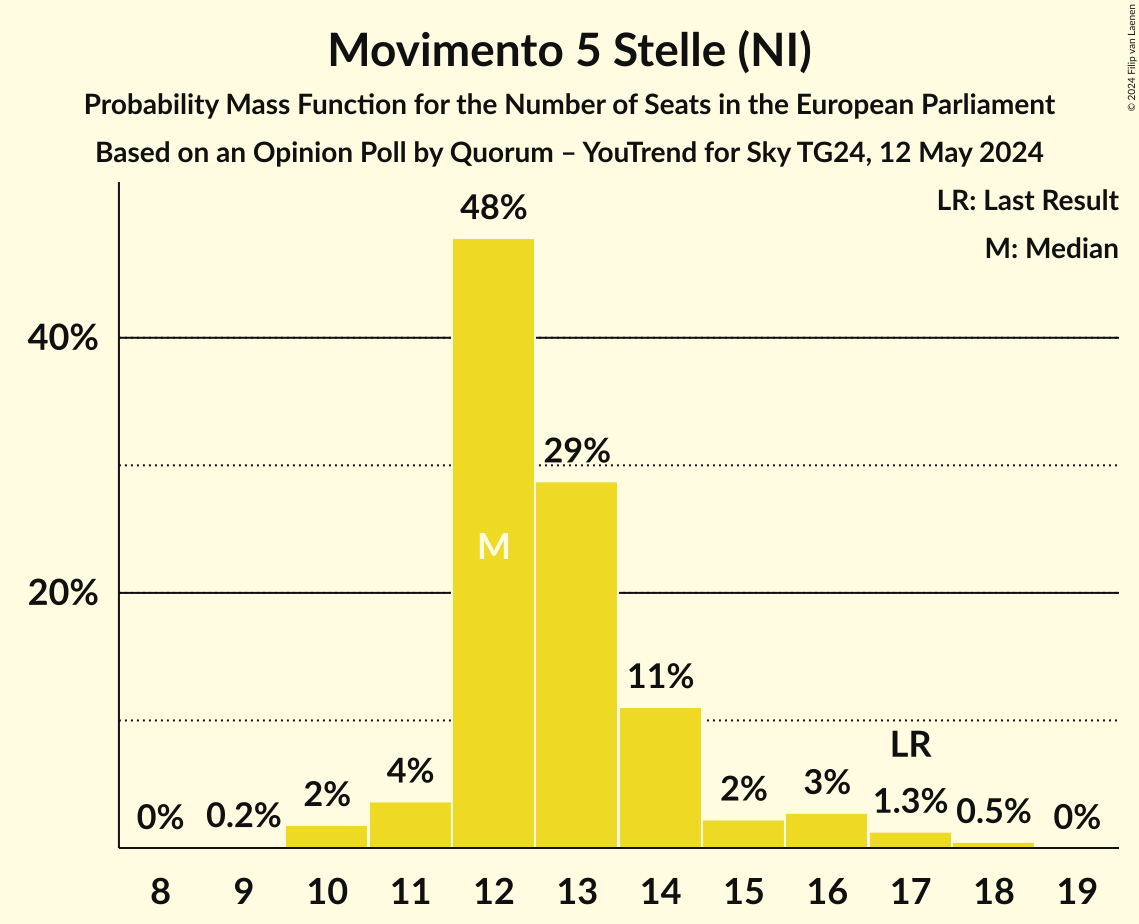 Movimento 5 Stelle (NI)
Probability Mass Function for the Number of Seats in the European Parliament
Based on an Opinion Poll by Quorum – YouTrend for Sky TG24, 12 May 2024
© 2024 Filip van Laenen
LR: Last Result
M: Median
48%
40%
29%
M
20%
11%
LR
4%
2%
2%
3%
1.3%
0.5%
0%
0.2%
0%
8 9 10 11 12 13 14 15 16 17 18 19